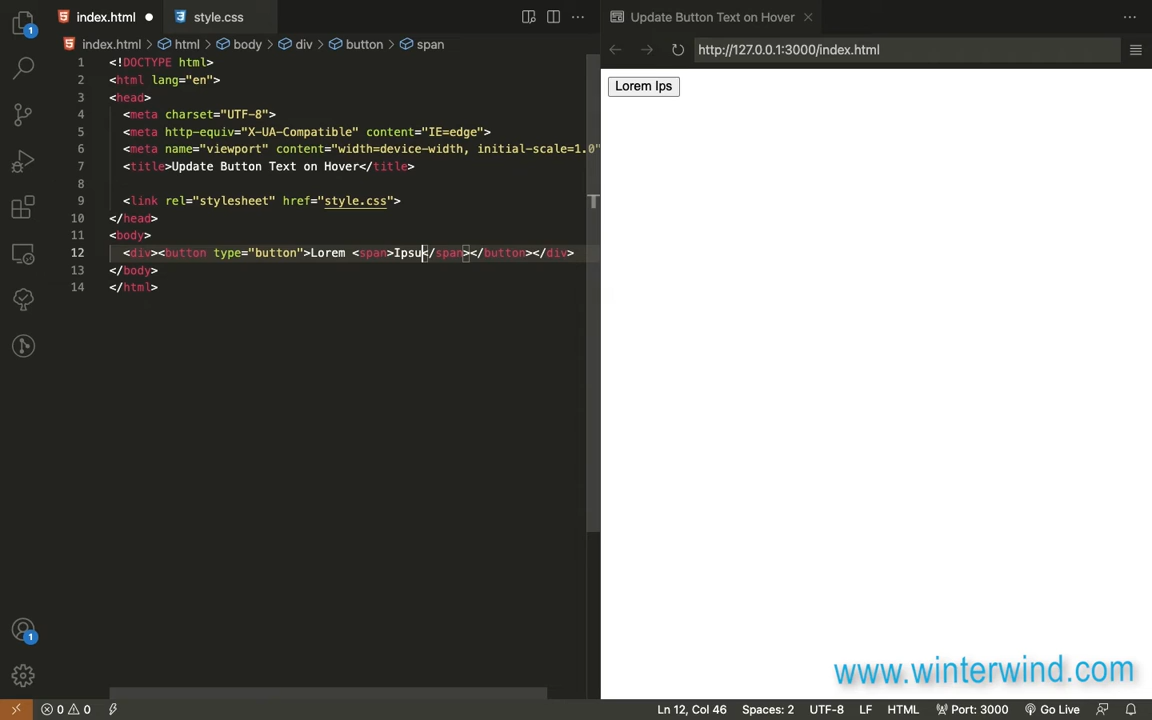 index.html
style.css
Update Button Text on Hover
index.html > html > body > div > button > span
http://127.0.0.1:3000/index.html
1 <!DOCTYPE html>
2 <html lang="en">
3 <head>
4 <meta charset="UTF-8">
5 <meta http-equiv="X-UA-Compatible" content="IE=edge">
6 <meta name="viewport" content="width=device-width, initial-scale=1.0"
7 <title>Update Button Text on Hover</title>
8
9 <link rel="stylesheet" href="style.css">
10 </head>
11 <body>
12 <div><button type="button">Lorem <span>Ipsu</span></button></div>
13 </body>
14 </html>
Lorem Ips
1
1
www.winterwind.com
0 0
Ln 12, Col 46
Spaces: 2
UTF-8
LF
HTML
Port: 3000
Go Live